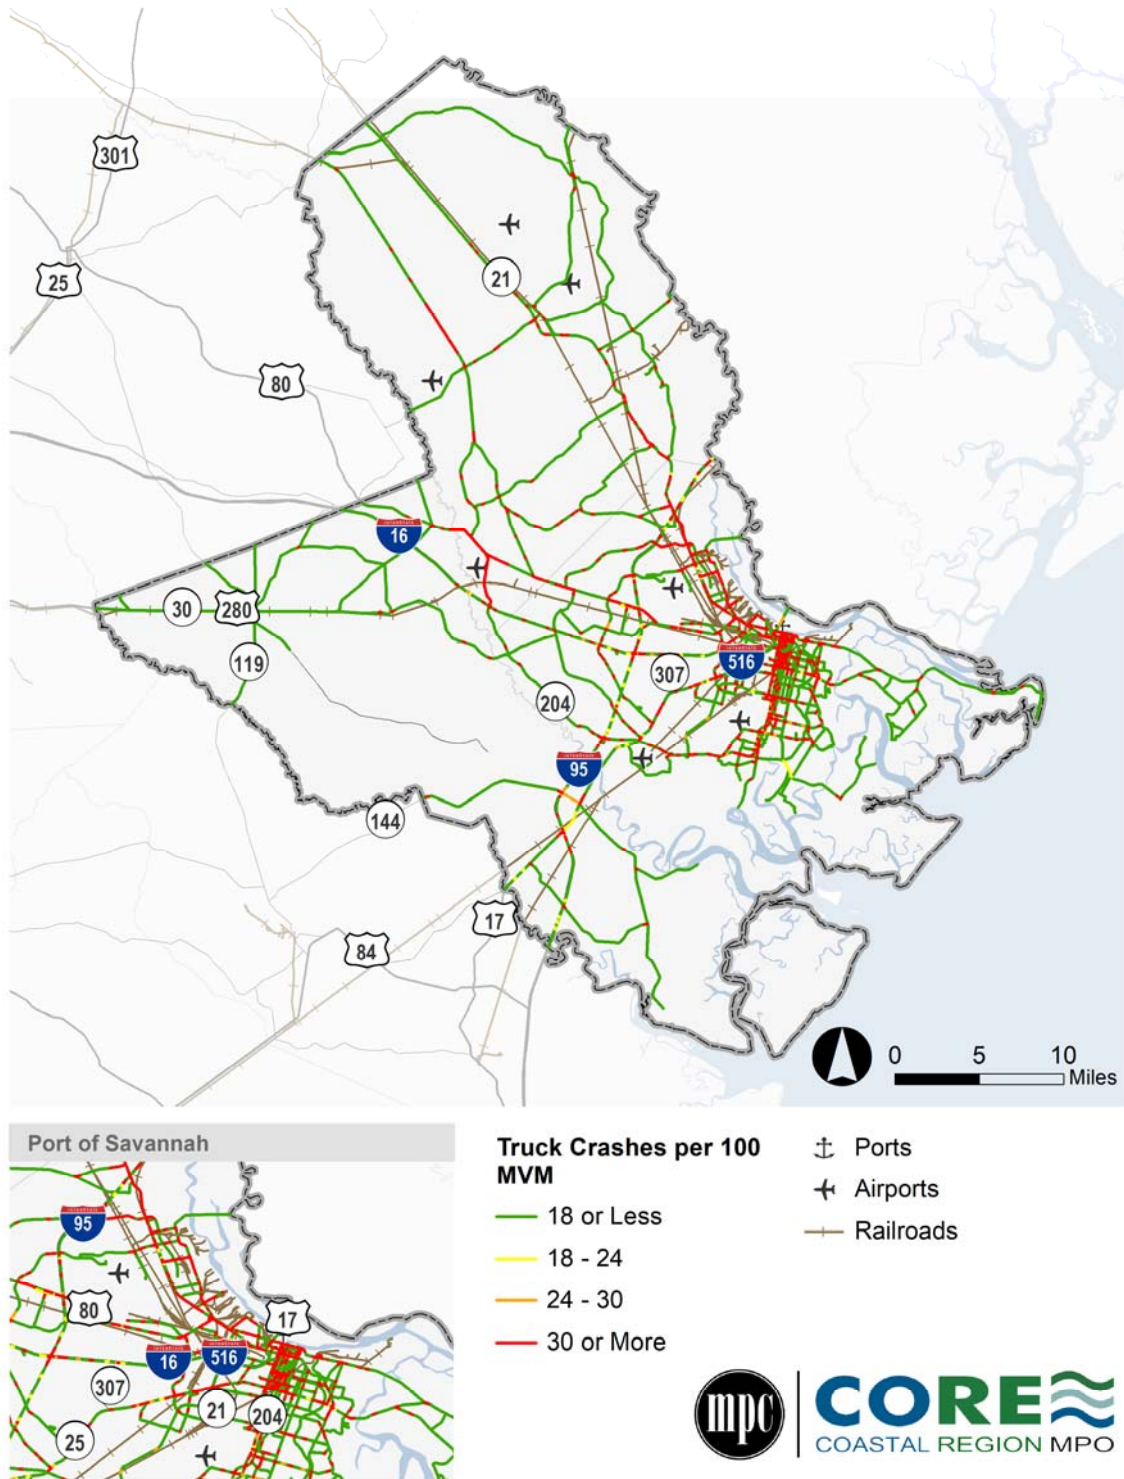 301
25
21
80
16
30
280
119
516
307
204
95
144
17
84
0 5 10
Miles
Port of Savannah
95
80
17
16
516
307
21
204
25
Truck Crashes per 100
MVM
18 or Less
18 - 24
24 - 30
30 or More
Ports
Airports
Railroads
mpc
CORE
COASTAL REGION MPO